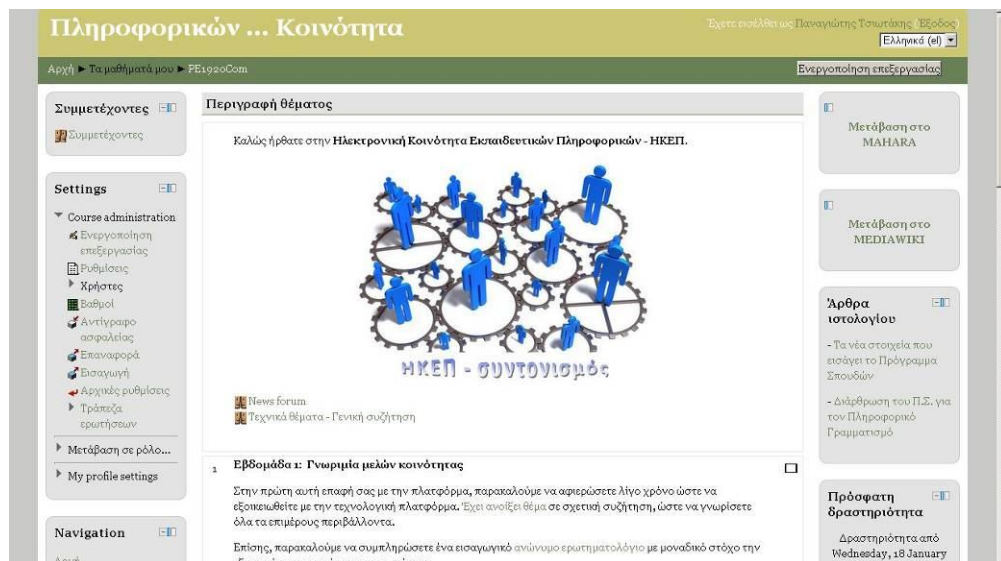 Πληροφορικών ... Κοινότητα
Έχετε εισέλθει ως Παναγιώτης Τσιωτάκης (Έξοδος)
Ελληνικά (el)
Αρχή ► Τα μαθήματά μου ► PE1920Com
Ενεργοποίηση επεξεργασίας
Συμμετέχοντες
Συμμετέχοντες
Settings
Course administration
Ενεργοποίηση
επεξεργασίας
Ρυθμίσεις
Χρήστες
Βαθμοί
Αντίγραφο
ασφαλείας
Επαναφορά
Εισαγωγή
Αρχικές ρυθμίσεις
Τράπεζα
ερωτήσεων
Μετάβαση σε ρόλο...
My profile settings
Navigation
Περιγραφή θέματος
Καλώς ήρθατε στην Ηλεκτρονική Κοινότητα Εκπαιδευτικών Πληροφορικών - ΗΚΕΠ.
ΗΚΕΠ - συντονισμός
News forum
Τεχνικά θέματα - Γενική συζήτηση
1 Εβδομάδα 1: Γνωριμία μελών κοινότητας
Στην πρώτη αυτή επαφή σας με την πλατφόρμα, παρακαλούμε να αφιερώσετε λίγο χρόνο ώστε να
εξοικειωθείτε με την τεχνολογική πλατφόρμα. Έχει ανοίξει θέμα σε σχετική συζήτηση, ώστε να γνωρίσετε
όλα τα επιμέρους περιβάλλοντα.
Επίσης, παρακαλούμε να συμπληρώσετε ένα εισαγωγικό ανώνυμο ερωτηματολόγιο με μοναδικό στόχο την
Μετάβαση στο
MAHARA
Μετάβαση στο
MEDIAWIKI
Άρθρα
ιστολογίου
- Τα νέα στοιχεία που
εισάγει το Πρόγραμμα
Σπουδών
- Διάρθρωση του Π.Σ. για
τον Πληροφορικό
Γραμματισμό
Πρόσφατη
δραστηριότητα
Δραστηριότητα από
Wednesday, 18 January